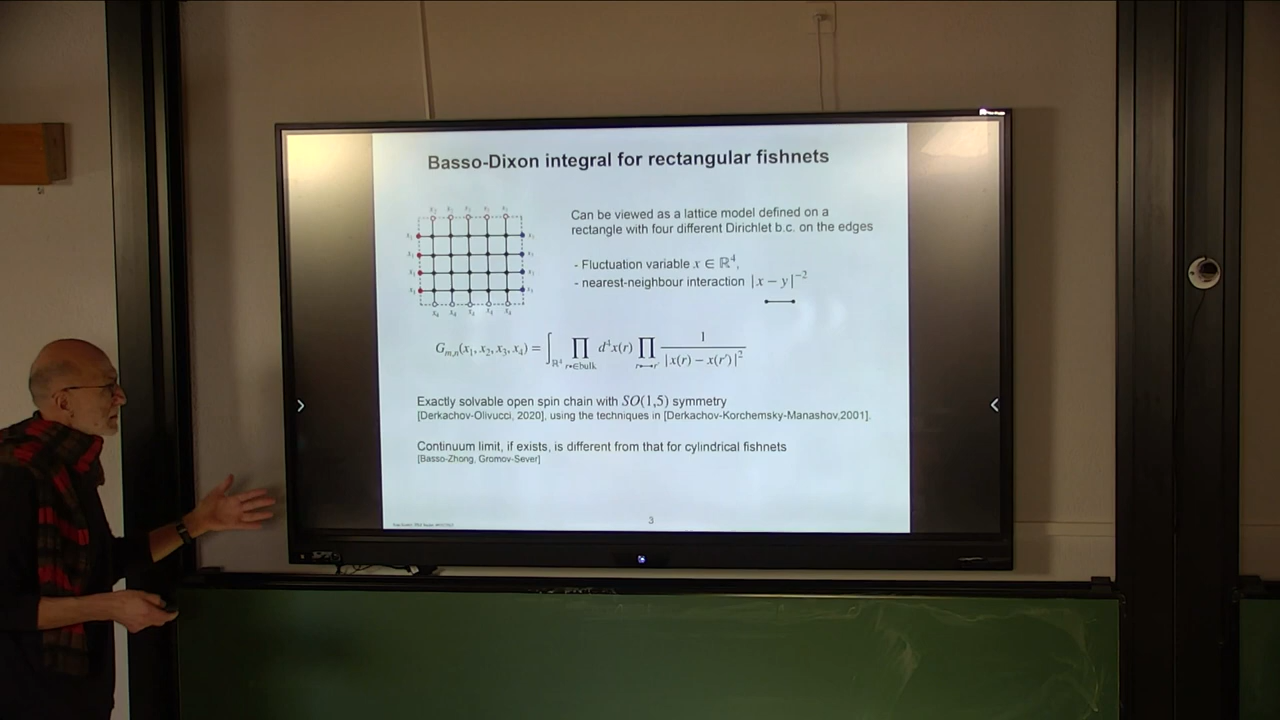 Basso-Dixon integral for rectangular fishnets
Can be viewed as a lattice model defined on a
rectangle with four different Dirichlet b.c. on the edges
- Fluctuation variable x ∈ ℝ⁴,
- nearest-neighbour interaction |x − y|⁻²
G_{m,n}(x₁, x₂, x₃, x₄) = ∫_{ℝ⁴} ∏_{r•∈bulk} d⁴x(r) ∏_{r•—•r′} 1 / |x(r) − x(r′)|²
Exactly solvable open spin chain with SO(1,5) symmetry
[Derkachov-Olivucci, 2020], using the techniques in [Derkachov-Korchemsky-Manashov,2001].
Continuum limit, if exists, is different from that for cylindrical fishnets
[Basso-Zhong, Gromov-Sever]
3